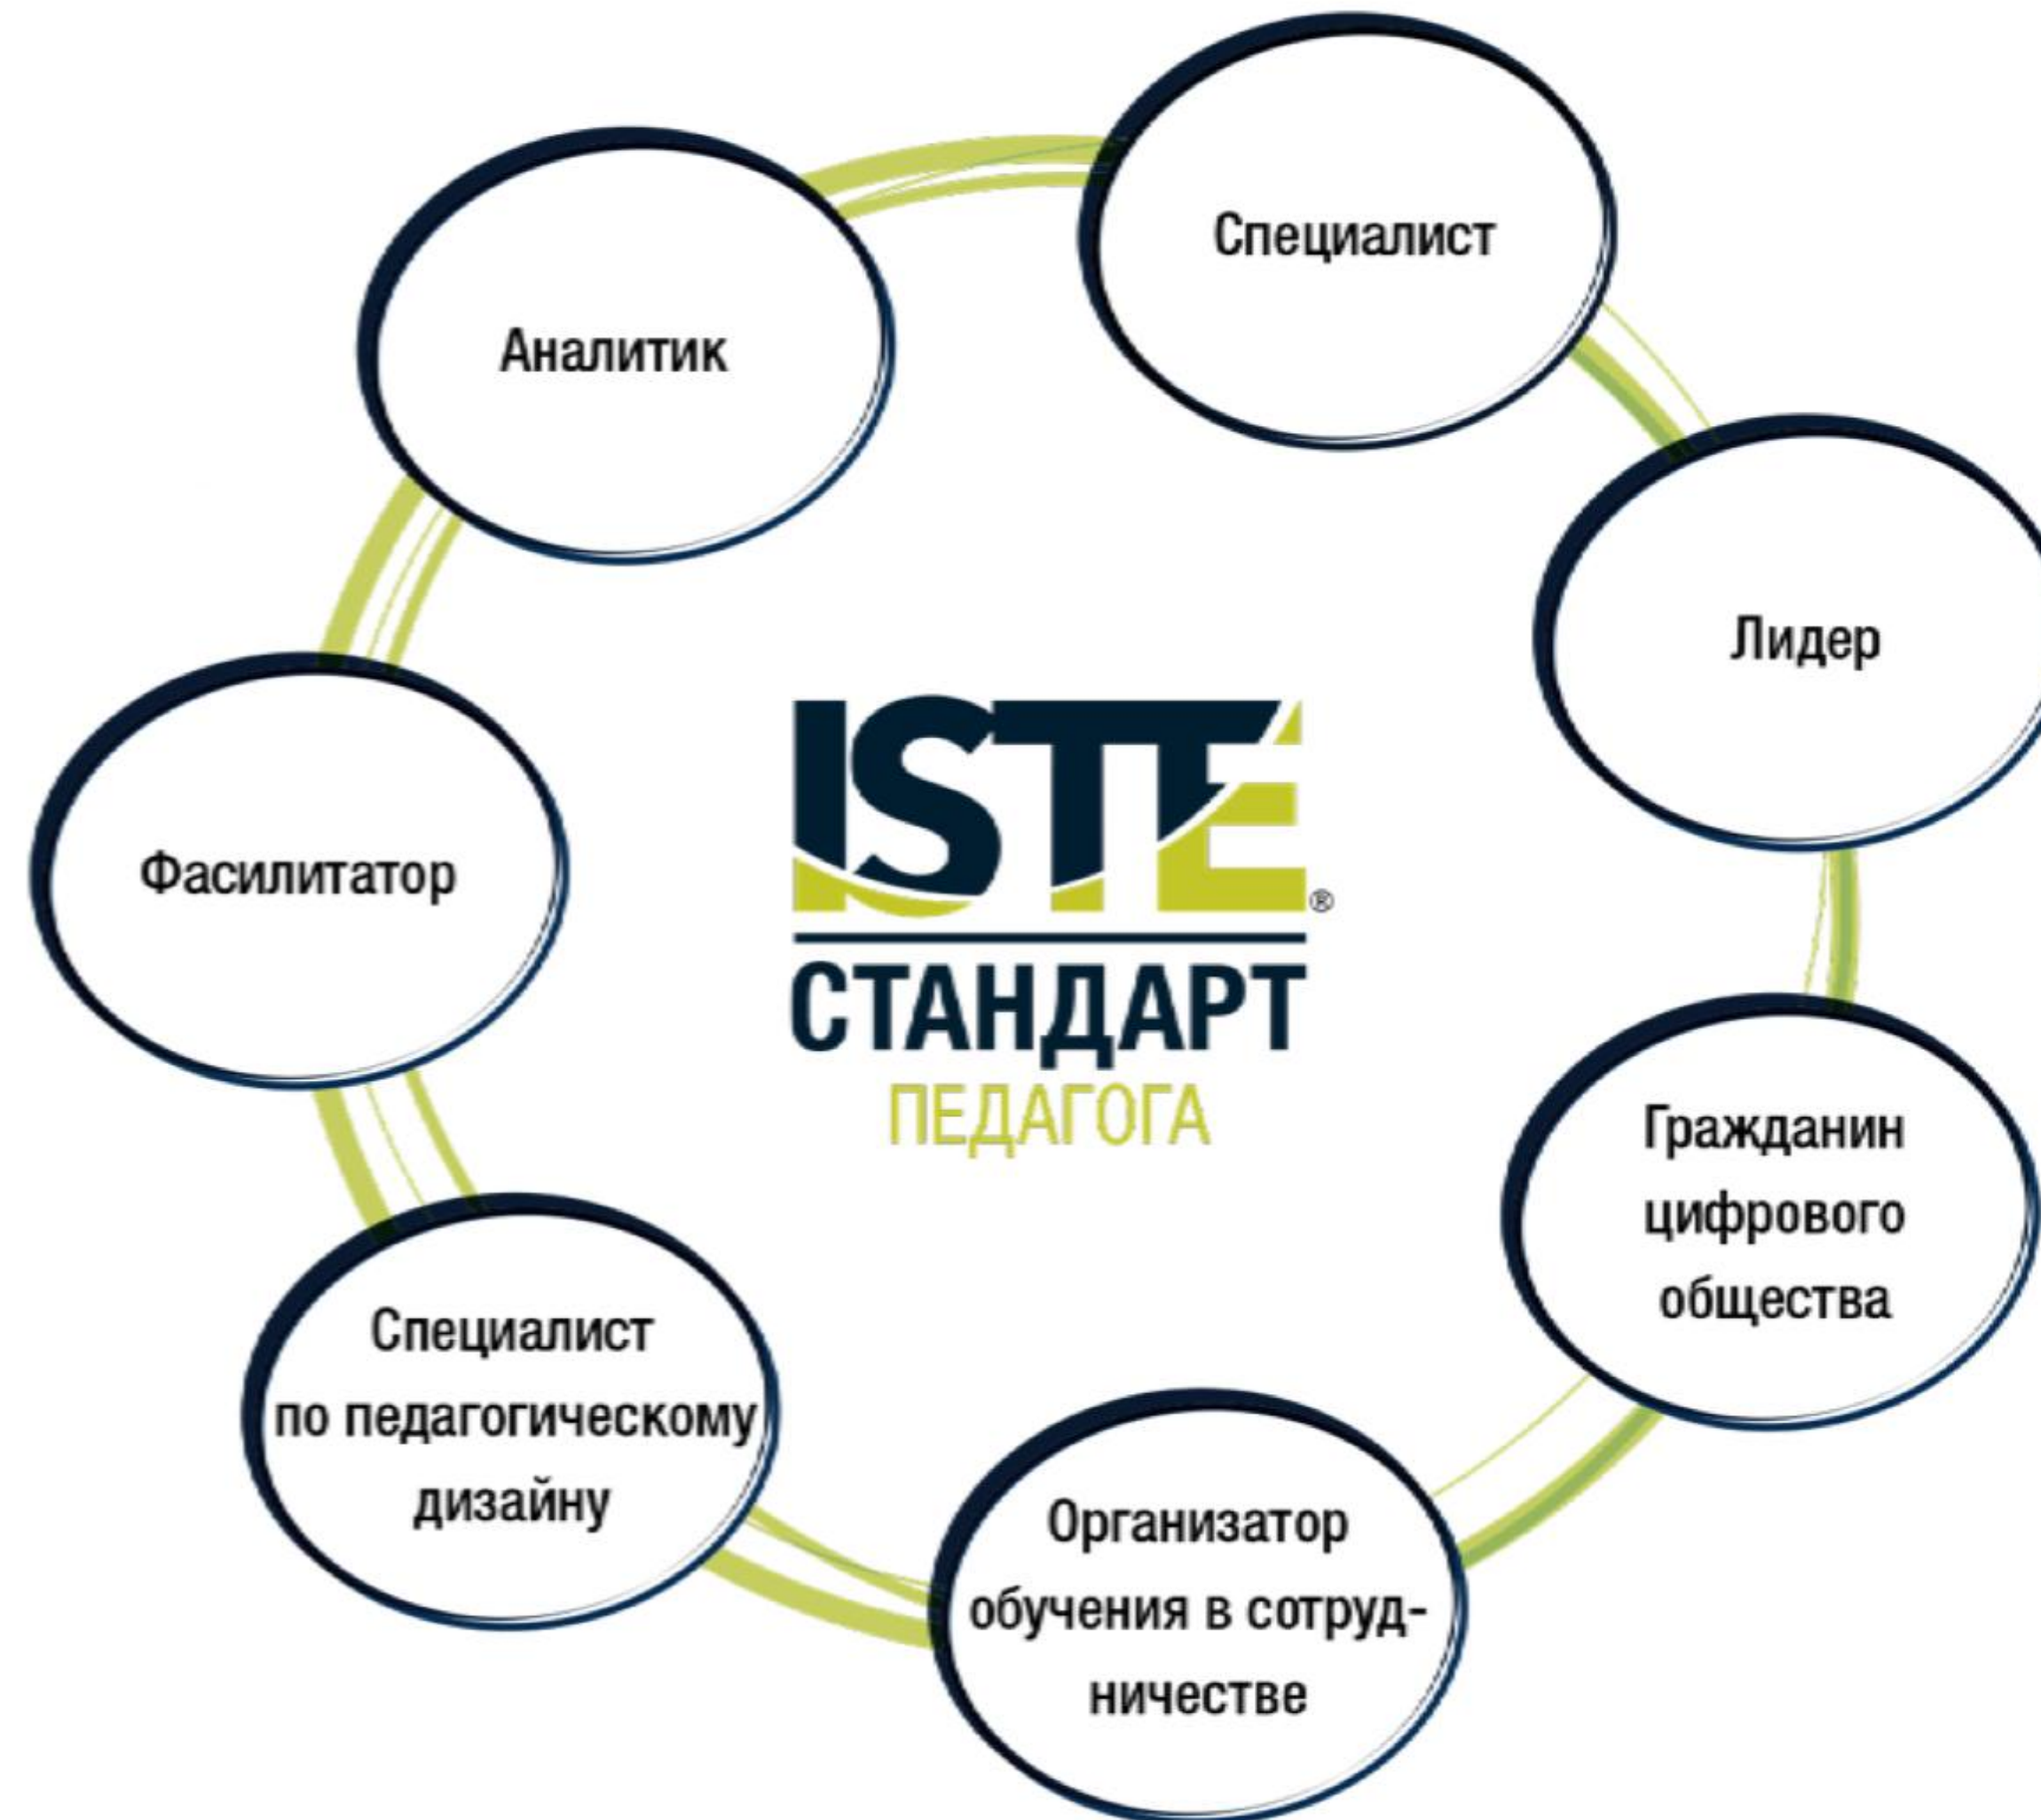 Специалист
Аналитик
Лидер
Фасилитатор
ISTE®
СТАНДАРТ
ПЕДАГОГА
Гражданин
цифрового
общества
Специалист
по педагогическому
дизайну
Организатор
обучения в сотруд-
ничестве